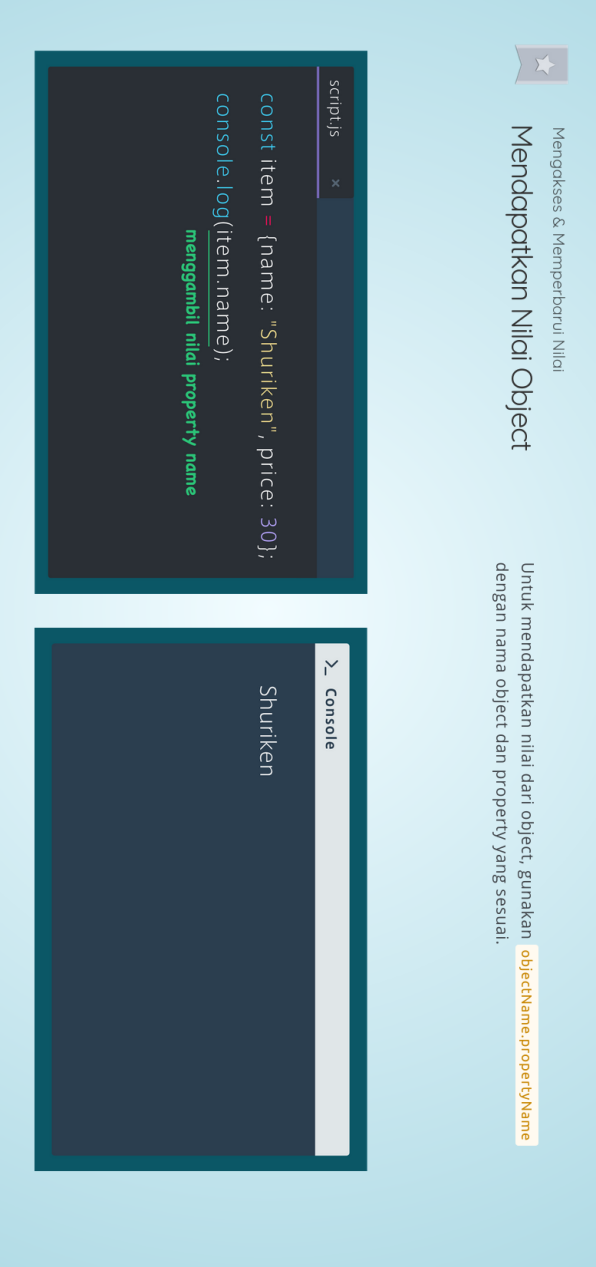 Mengakses & Memperbarui Nilai
Mendapatkan Nilai Object
Untuk mendapatkan nilai dari object, gunakan objectName.propertyName
dengan nama object dan property yang sesuai.
script.js ×
const item = {name: "Shuriken", price: 30};
console.log(item.name);
menggambil nilai property name
>_ Console
Shuriken